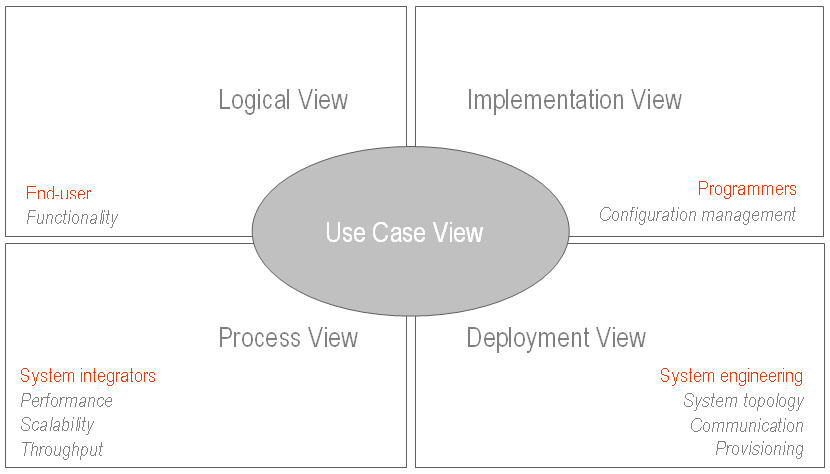 Logical View
End-user
Functionality
Implementation View
Programmers
Configuration management
Use Case View
Process View
System integrators
Performance
Scalability
Throughput
Deployment View
System engineering
System topology
Communication
Provisioning